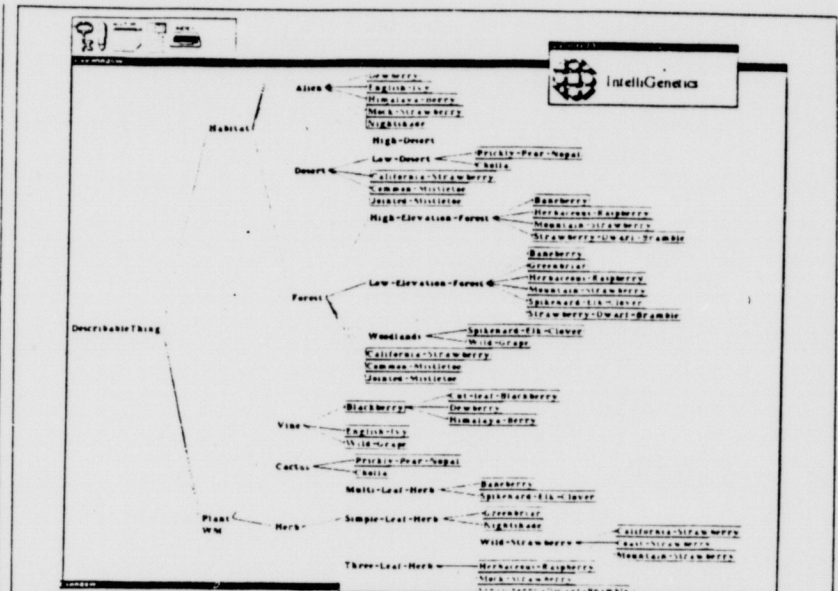 IntelliGenetics
Dewberry
Alien
English-Ivy
Himalaya-Berry
Mock-Strawberry
Nightshade
Habitat
High-Desert
Low-Desert
Prickly-Pear-Nopal
Cholla
Desert
California-Strawberry
Common-Mistletoe
Jointed-Mistletoe
High-Elevation-Forest
Baneberry
Herbaceous-Raspberry
Mountain-Strawberry
Strawberry-Dwarf-Bramble
Baneberry
Greenbriar
Low-Elevation-Forest
Herbaceous-Raspberry
Mountain-Strawberry
Spikenard-Elk-Clover
Strawberry-Dwarf-Bramble
Forest
DescribableThing
Woodlands
Spikenard-Elk-Clover
Wild-Grape
California-Strawberry
Common-Mistletoe
Jointed-Mistletoe
Cut-leaf-Blackberry
Blackberry
Dewberry
Himalaya-Berry
Vine
English-Ivy
Wild-Grape
Cactus
Prickly-Pear-Nopal
Cholla
Multi-Leaf-Herb
Baneberry
Spikenard-Elk-Clover
Plant
WM
Herb
Simple-Leaf-Herb
Greenbriar
Nightshade
Wild-Strawberry
California-Strawberry
Coast-Strawberry
Mountain-Strawberry
Three-Leaf-Herb
Herbaceous-Raspberry
Mock-Strawberry